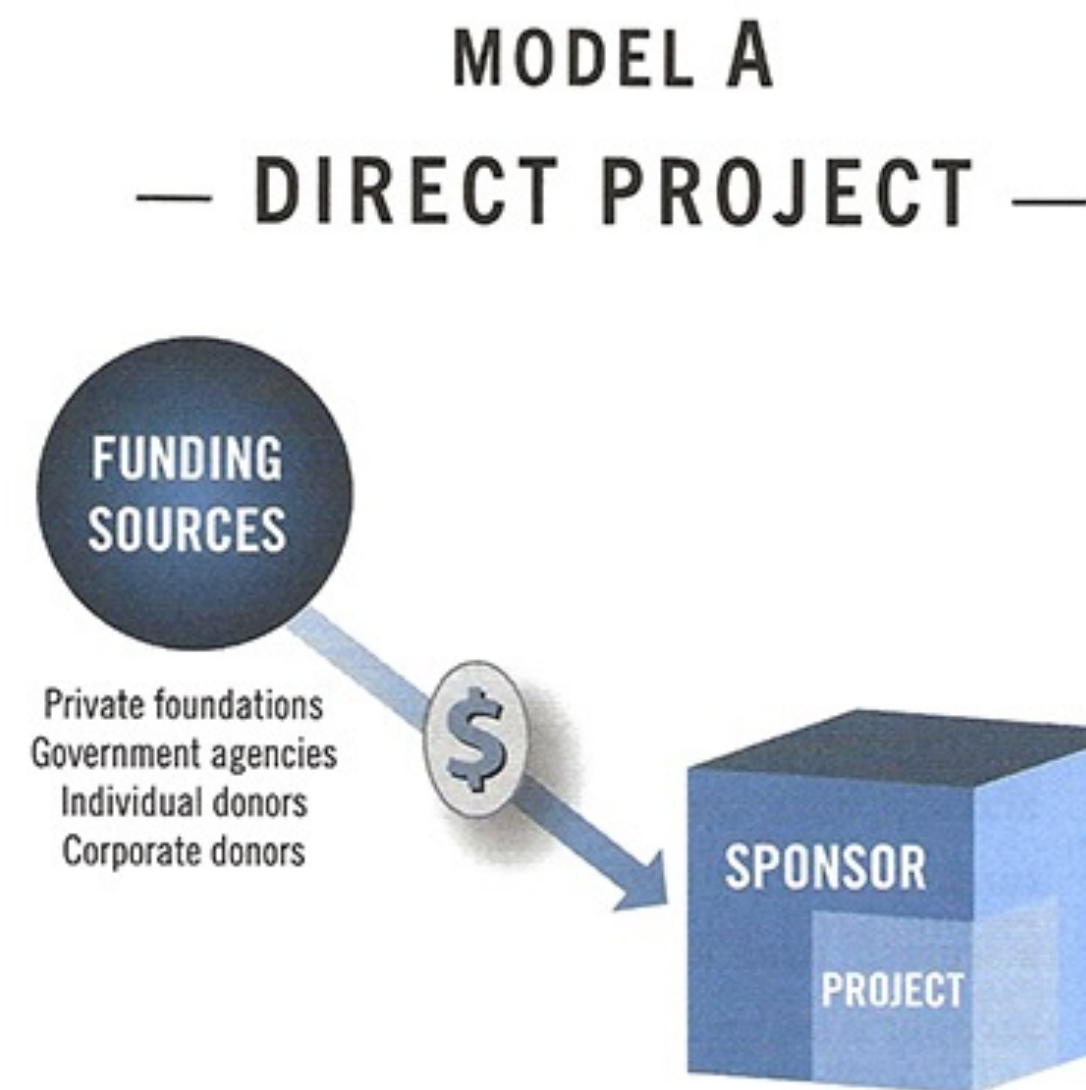 MODEL A
— DIRECT PROJECT —
FUNDING
SOURCES
Private foundations
Government agencies
Individual donors
Corporate donors
$
SPONSOR
PROJECT